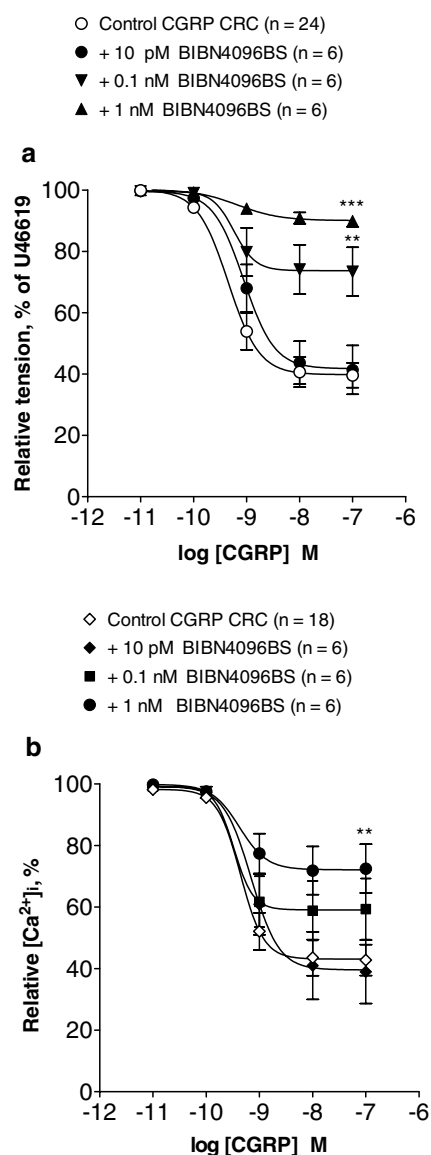 Control CGRP CRC (n = 24)
+ 10 pM BIBN4096BS (n = 6)
+ 0.1 nM BIBN4096BS (n = 6)
+ 1 nM BIBN4096BS (n = 6)
a
Relative tension, % of U46619
100
80
60
40
20
0
***
**
-12 -11 -10 -9 -8 -7 -6
log [CGRP] M
Control CGRP CRC (n = 18)
+ 10 pM BIBN4096BS (n = 6)
+ 0.1 nM BIBN4096BS (n = 6)
+ 1 nM BIBN4096BS (n = 6)
b
Relative [Ca²⁺]i, %
100
80
60
40
20
0
**
-12 -11 -10 -9 -8 -7 -6
log [CGRP] M